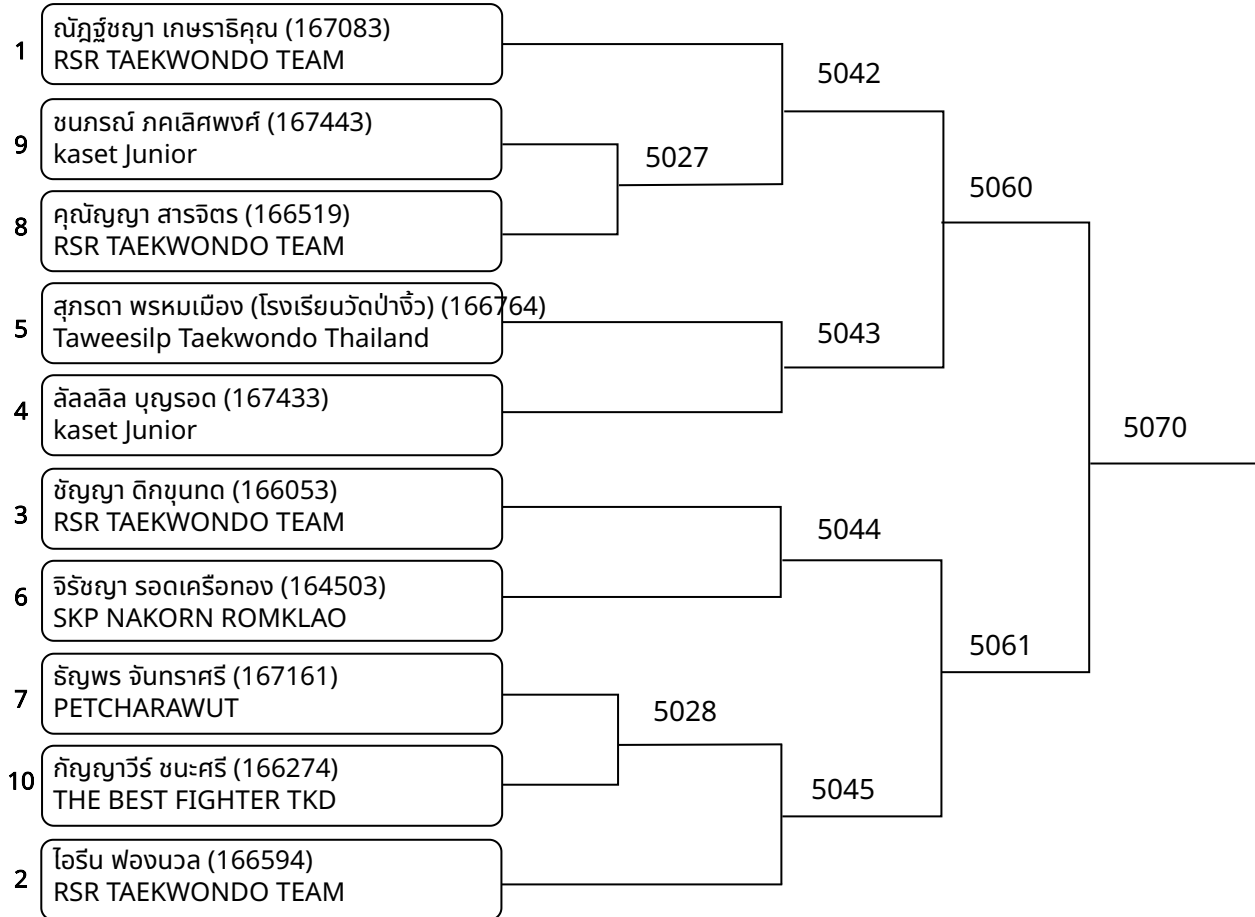 1
ณัฎฐ์ชญา เกษราธิคุณ (167083)
RSR TAEKWONDO TEAM
5042
9
ชนภรณ์ ภคเลิศพงศ์ (167443)
kaset Junior
5027
5060
8
คุณัญญา สารจิตร (166519)
RSR TAEKWONDO TEAM
5
สุภรดา พรหมเมือง (โรงเรียนวัดป่างิ้ว) (166764)
Taweesilp Taekwondo Thailand
5043
4
ลัลลลิล บุญรอด (167433)
kaset Junior
5070
3
ชัญญา ดิกขุนทด (166053)
RSR TAEKWONDO TEAM
5044
6
จิรัชญา รอดเครือทอง (164503)
SKP NAKORN ROMKLAO
5061
7
ธัญพร จันทราศรี (167161)
PETCHARAWUT
5028
10
กัญญาวีร์ ชนะศรี (166274)
THE BEST FIGHTER TKD
5045
2
ไอรีน ฟองนวล (166594)
RSR TAEKWONDO TEAM